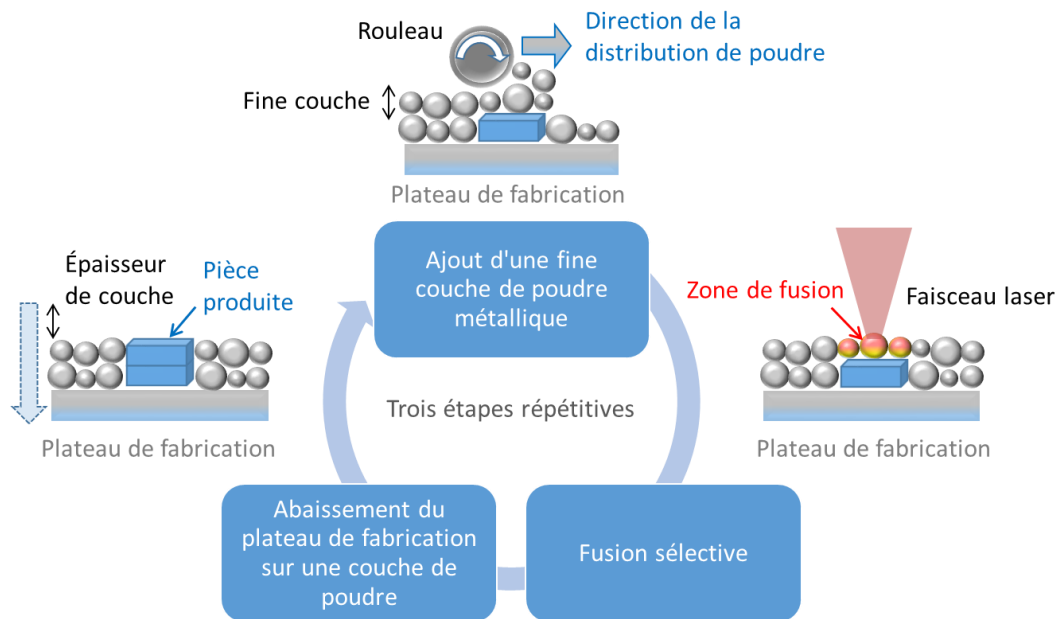 Rouleau
Direction de la
distribution de poudre
Fine couche
Plateau de fabrication
Ajout d'une fine
couche de poudre
métallique
Épaisseur
de couche
Pièce
produite
Plateau de fabrication
Zone de fusion
Faisceau laser
Plateau de fabrication
Trois étapes répétitives
Abaissement du
plateau de fabrication
sur une couche de
poudre
Fusion sélective